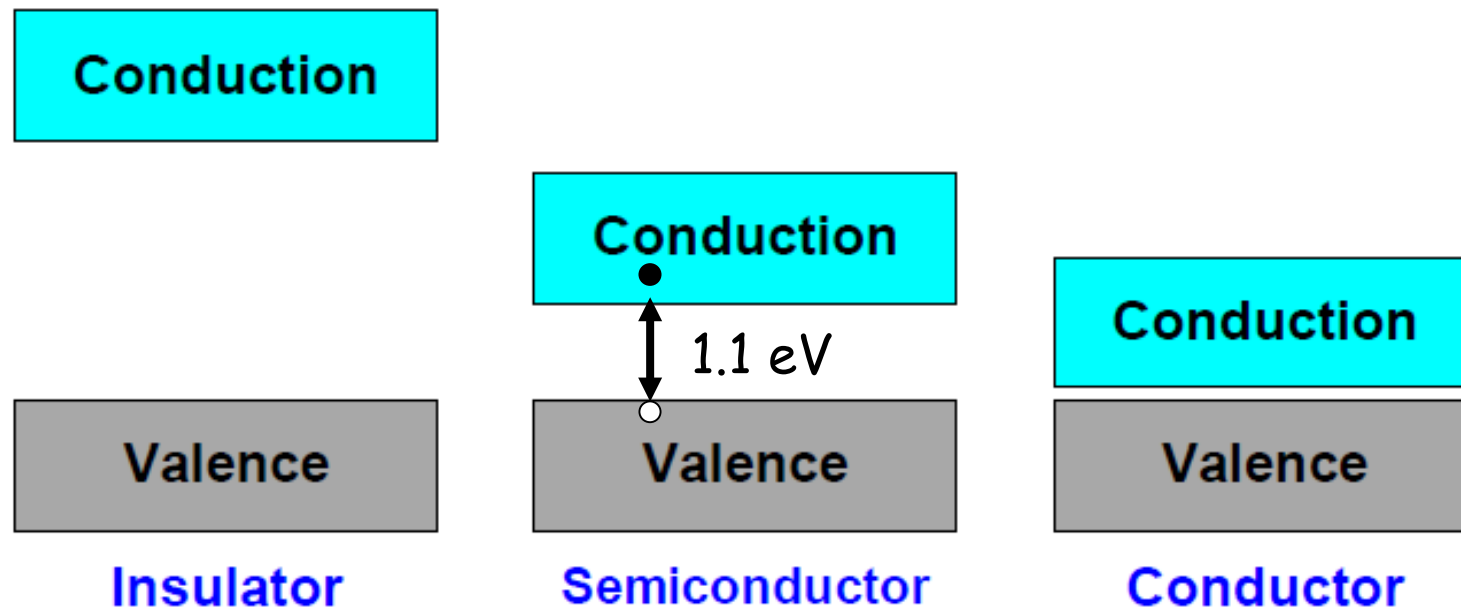 Conduction
Valence
Insulator
Conduction
1.1 eV
Valence
Semiconductor
Conduction
Valence
Conductor